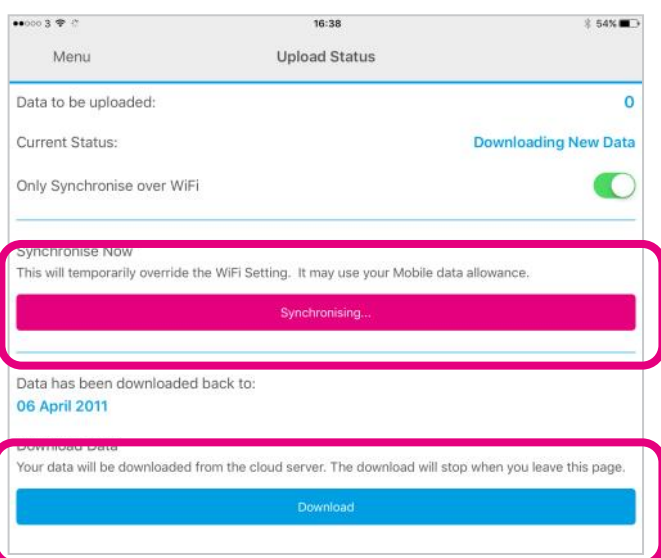 3 16:38 54%
Menu Upload Status
Data to be uploaded: 0
Current Status: Downloading New Data
Only Synchronise over WiFi
Synchronise Now
This will temporarily override the WiFi Setting. It may use your Mobile data allowance.
Synchronising...
Data has been downloaded back to:
06 April 2011
Download Data
Your data will be downloaded from the cloud server. The download will stop when you leave this page.
Download